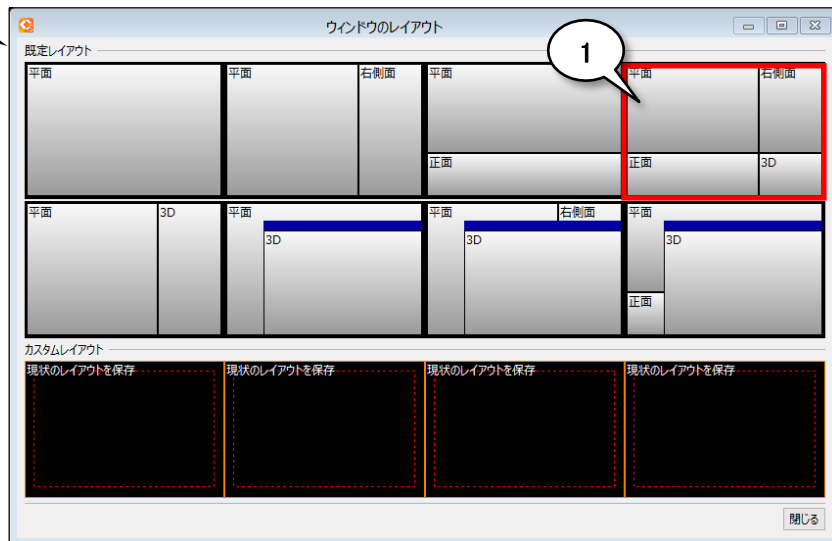 ウィンドウのレイアウト
既定レイアウト
1
平面
平面 右側面
平面
正面
平面 右側面
正面 3D
平面 3D
平面
3D
平面 右側面
3D
平面
3D
正面
カスタムレイアウト
現状のレイアウトを保存
現状のレイアウトを保存
現状のレイアウトを保存
現状のレイアウトを保存
閉じる